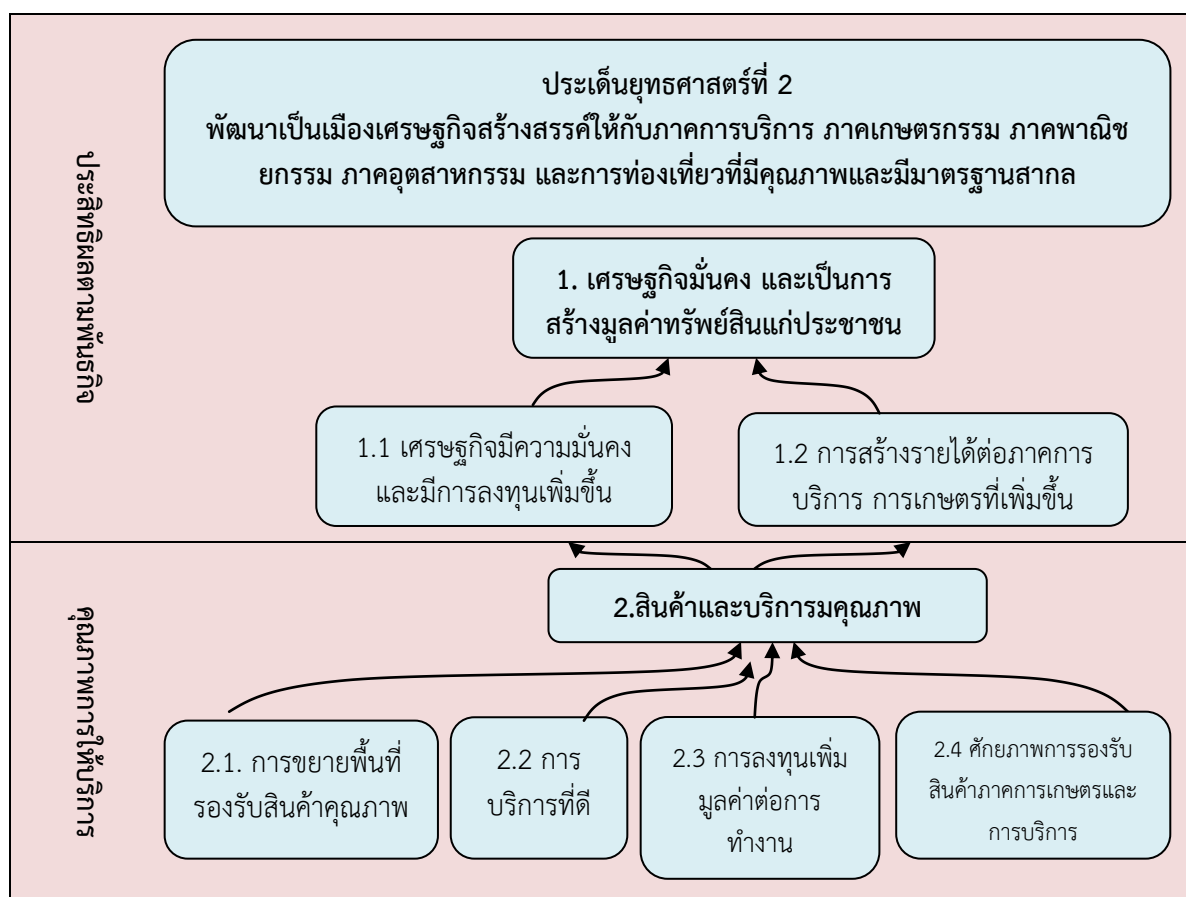 ประเด็นยุทธศาสตร์ที่ 2
พัฒนาเป็นเมืองเศรษฐกิจสร้างสรรค์ให้กับภาคการบริการ ภาคเกษตรกรรม ภาคพาณิช
ยกรรม ภาคอุตสาหกรรม และการท่องเที่ยวที่มีคุณภาพและมีมาตรฐานสากล
ประสิทธิผลตามพันธกิจ
1. เศรษฐกิจมั่นคง และเป็นการ
สร้างมูลค่าทรัพย์สินแก่ประชาชน
1.1 เศรษฐกิจมีความมั่นคง
และมีการลงทุนเพิ่มขึ้น
1.2 การสร้างรายได้ต่อภาคการ
บริการ การเกษตรที่เพิ่มขึ้น
คุณภาพการให้บริการ
2.สินค้าและบริการมคุณภาพ
2.1. การขยายพื้นที่
รองรับสินค้าคุณภาพ
2.2 การ
บริการที่ดี
2.3 การลงทุนเพิ่ม
มูลค่าต่อการ
ทำงาน
2.4 ศักยภาพการรองรับ
สินค้าภาคการเกษตรและ
การบริการ